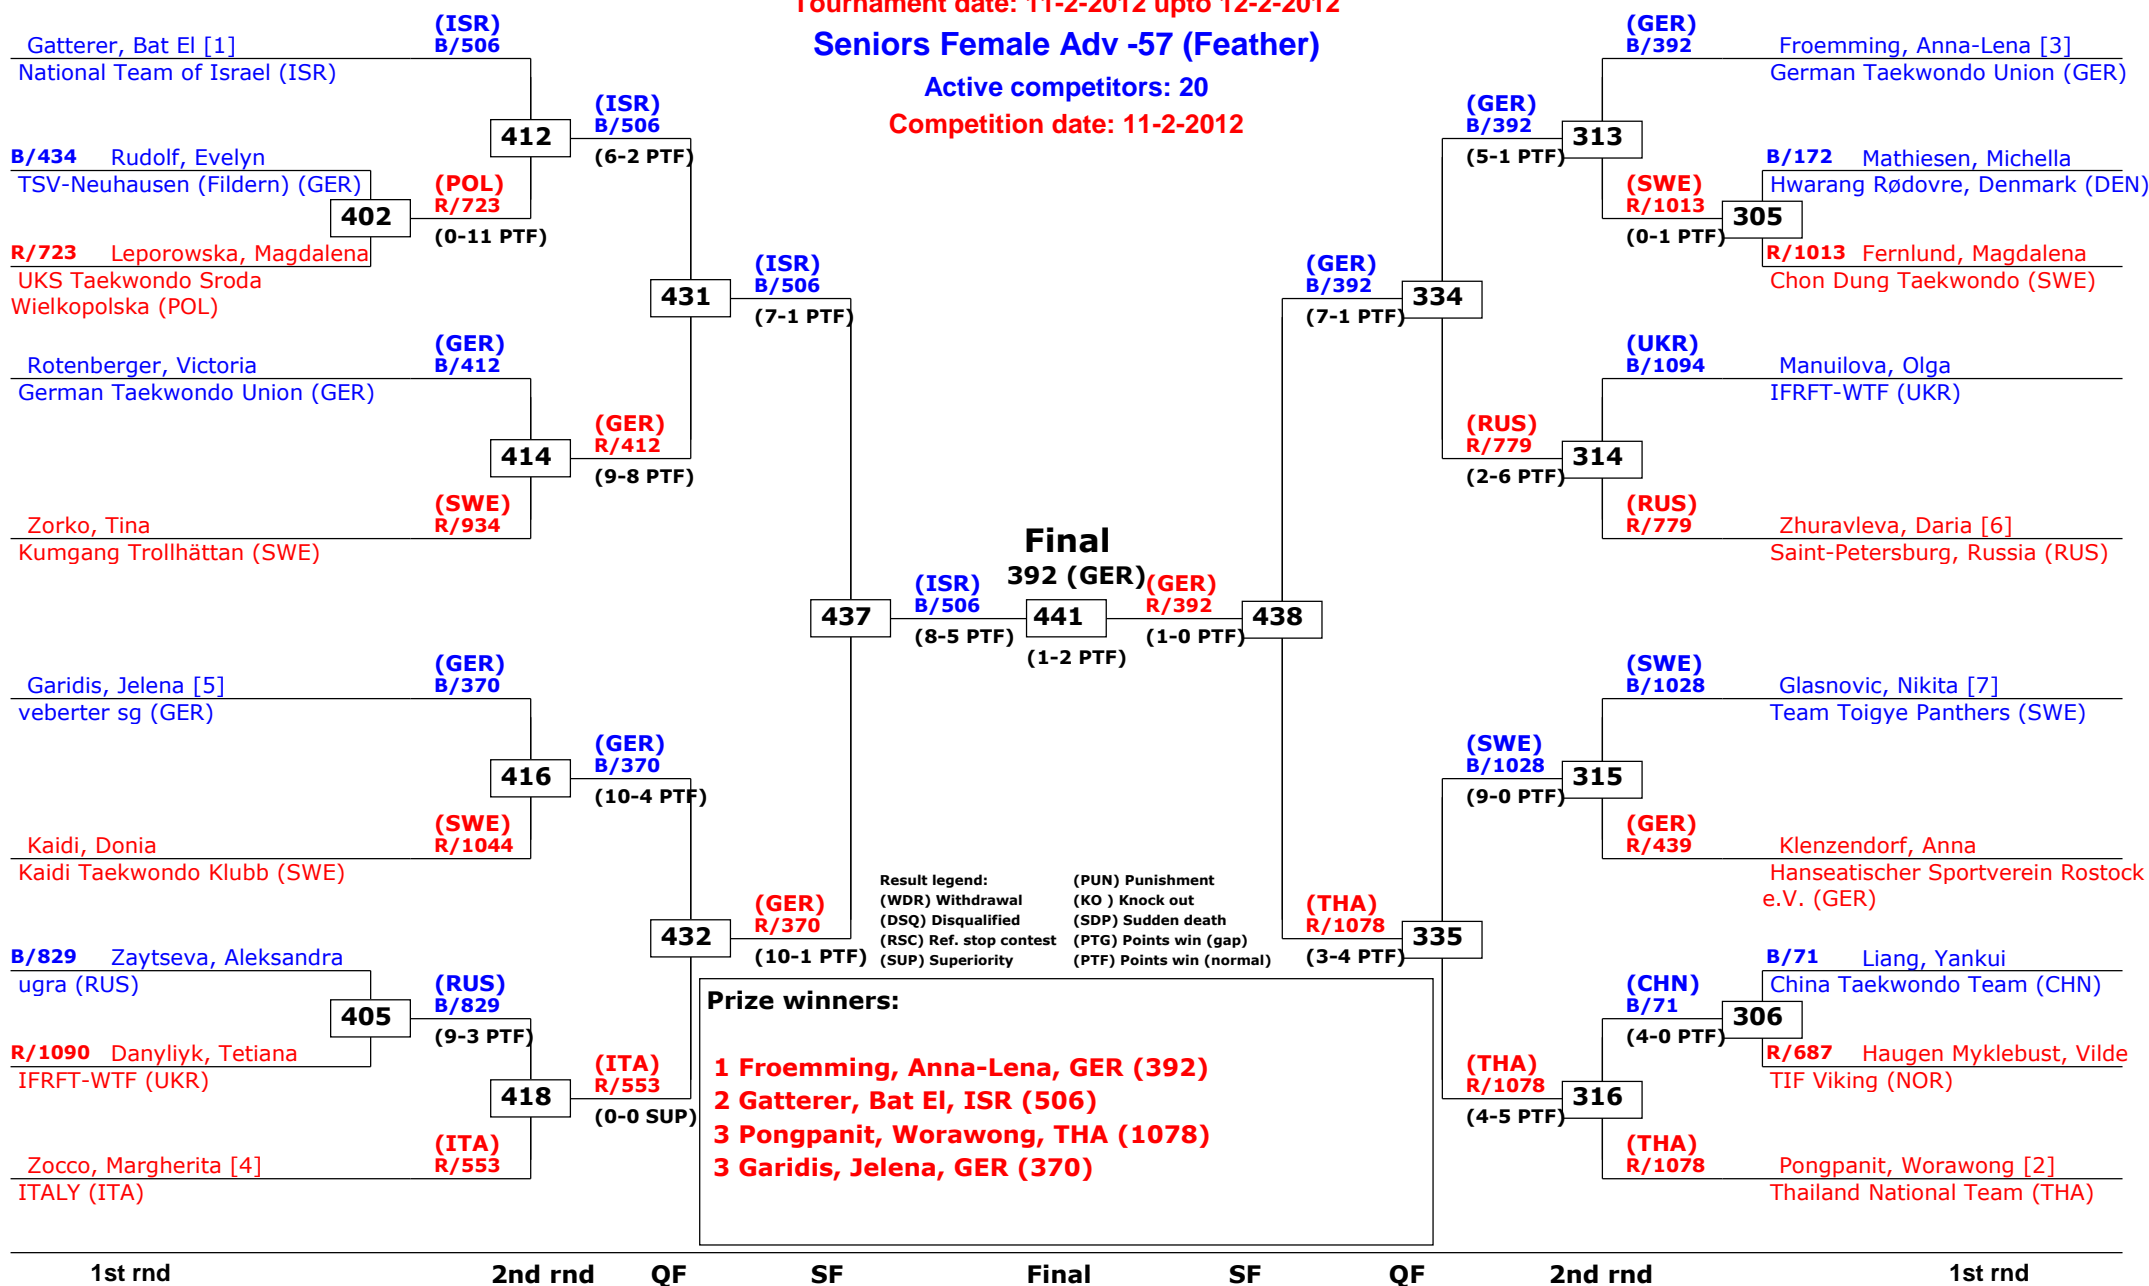 Tournament date: 11-2-2012 upto 12-2-2012
Seniors Female Adv -57 (Feather)
Active competitors: 20
Competition date: 11-2-2012
Gatterer, Bat El [1]
National Team of Israel (ISR)
(ISR)
B/506
B/434 Rudolf, Evelyn
TSV-Neuhausen (Fildern) (GER)
402
R/723 Leporowska, Magdalena
UKS Taekwondo Sroda
Wielkopolska (POL)
(POL)
R/723
(0-11 PTF)
412
(ISR)
B/506
(6-2 PTF)
Rotenberger, Victoria
German Taekwondo Union (GER)
(GER)
B/412
414
Zorko, Tina
Kumgang Trollhättan (SWE)
(SWE)
R/934
(GER)
R/412
(9-8 PTF)
431
(ISR)
B/506
(7-1 PTF)
Garidis, Jelena [5]
veberter sg (GER)
(GER)
B/370
416
Kaidi, Donia
Kaidi Taekwondo Klubb (SWE)
(SWE)
R/1044
(GER)
B/370
(10-4 PTF)
B/829 Zaytseva, Aleksandra
ugra (RUS)
405
R/1090 Danyliyk, Tetiana
IFRFT-WTF (UKR)
(RUS)
B/829
(9-3 PTF)
418
Zocco, Margherita [4]
ITALY (ITA)
(ITA)
R/553
(ITA)
R/553
(0-0 SUP)
432
(GER)
R/370
(10-1 PTF)
437
(ISR)
B/506
(8-5 PTF)
Final
392 (GER)
441
(1-2 PTF)
(GER)
R/392
(1-0 PTF)
438
(GER)
B/392
Froemming, Anna-Lena [3]
German Taekwondo Union (GER)
B/172 Mathiesen, Michella
Hwarang Rødovre, Denmark (DEN)
305
R/1013 Fernlund, Magdalena
Chon Dung Taekwondo (SWE)
(SWE)
R/1013
(0-1 PTF)
313
(GER)
B/392
(5-1 PTF)
(UKR)
B/1094
Manuilova, Olga
IFRFT-WTF (UKR)
314
(RUS)
R/779
Zhuravleva, Daria [6]
Saint-Petersburg, Russia (RUS)
(RUS)
R/779
(2-6 PTF)
334
(GER)
B/392
(7-1 PTF)
(SWE)
B/1028
Glasnovic, Nikita [7]
Team Toigye Panthers (SWE)
315
(GER)
R/439
Klenzendorf, Anna
Hanseatischer Sportverein Rostock
e.V. (GER)
(SWE)
B/1028
(9-0 PTF)
B/71 Liang, Yankui
China Taekwondo Team (CHN)
306
R/687 Haugen Myklebust, Vilde
TIF Viking (NOR)
(CHN)
B/71
(4-0 PTF)
316
(THA)
R/1078
Pongpanit, Worawong [2]
Thailand National Team (THA)
(THA)
R/1078
(4-5 PTF)
335
(THA)
R/1078
(3-4 PTF)
Result legend:
(WDR) Withdrawal
(DSQ) Disqualified
(RSC) Ref. stop contest
(SUP) Superiority
(PUN) Punishment
(KO ) Knock out
(SDP) Sudden death
(PTG) Points win (gap)
(PTF) Points win (normal)
Prize winners:
1 Froemming, Anna-Lena, GER (392)
2 Gatterer, Bat El, ISR (506)
3 Pongpanit, Worawong, THA (1078)
3 Garidis, Jelena, GER (370)
1st rnd 2nd rnd QF SF Final SF QF 2nd rnd 1st rnd